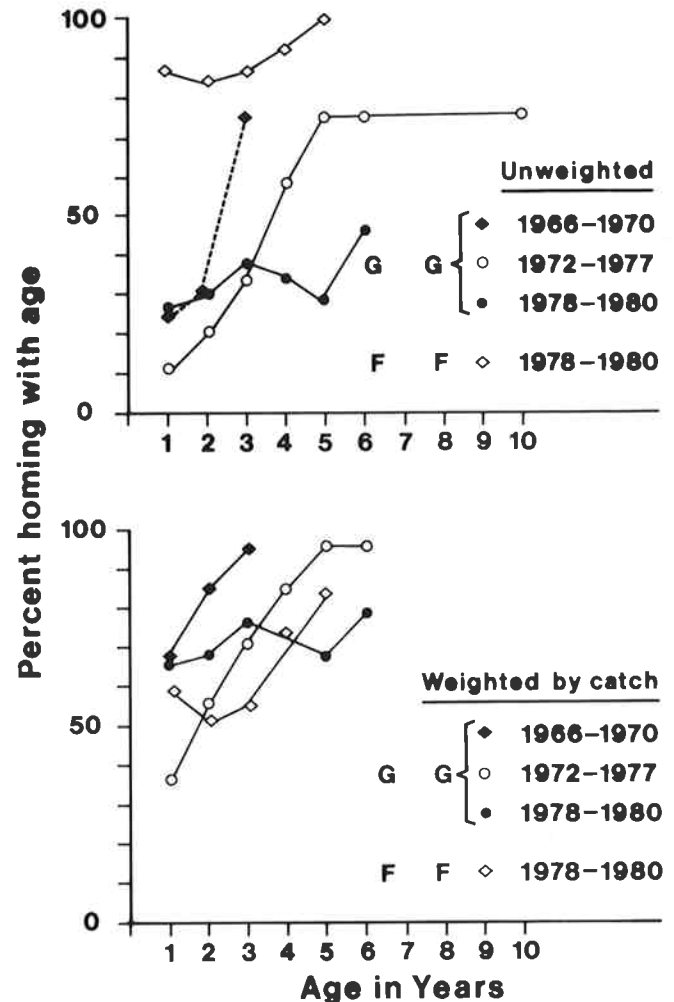 Percent homing with age
100
50
0
1 2 3 4 5 6 7 8 9 10
Unweighted
1966-1970
G G 1972-1977
1978-1980
F F 1978-1980
100
50
0
1 2 3 4 5 6 7 8 9 10
Weighted by catch
1966-1970
G G 1972-1977
1978-1980
F F 1978-1980
Age in Years